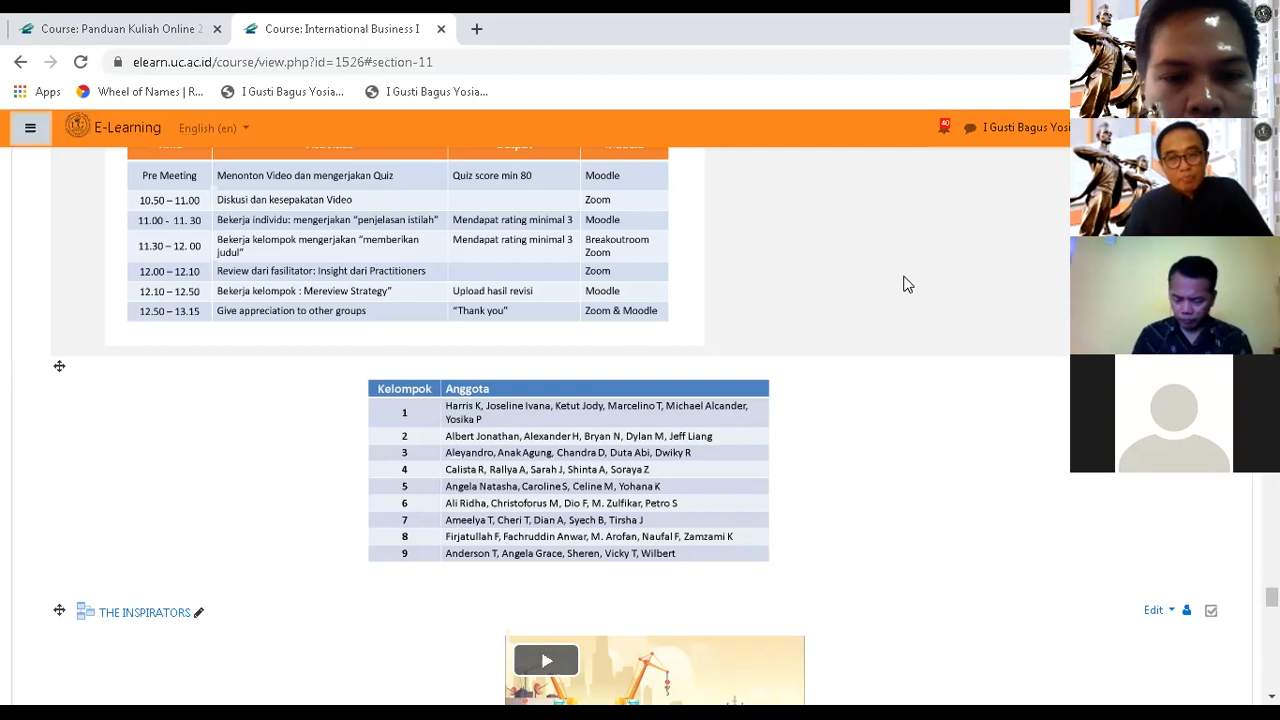 Course: Panduan Kuliah Online 2
Course: International Business I
elearn.uc.ac.id/course/view.php?id=1526#section-11
Apps
Wheel of Names | R...
I Gusti Bagus Yosia...
I Gusti Bagus Yosia...
E-Learning
English (en)
40
I Gusti Bagus Yosia
Pre Meeting Menonton Video dan mengerjakan Quiz Quiz score min 80 Moodle
10.50 – 11.00 Diskusi dan kesepakatan Video Zoom
11.00 - 11. 30 Bekerja individu: mengerjakan "penjelasan istilah" Mendapat rating minimal 3 Moodle
11.30 – 12. 00 Bekerja kelompok mengerjakan "memberikan Mendapat rating minimal 3 Breakoutroom
judul" Zoom
12.00 – 12.10 Review dari fasilitator: Insight dari Practitioners Zoom
12.10 – 12.50 Bekerja kelompok : Mereview Strategy" Upload hasil revisi Moodle
12.50 – 13.15 Give appreciation to other groups "Thank you" Zoom & Moodle
Kelompok Anggota
1 Harris K, Joseline Ivana, Ketut Jody, Marcelino T, Michael Alcander,
Yosika P
2 Albert Jonathan, Alexander H, Bryan N, Dylan M, Jeff Liang
3 Aleyandro, Anak Agung, Chandra D, Duta Abi, Dwiky R
4 Calista R, Rallya A, Sarah J, Shinta A, Soraya Z
5 Angela Natasha, Caroline S, Celine M, Yohana K
6 Ali Ridha, Christoforus M, Dio F, M. Zulfikar, Petro S
7 Ameelya T, Cheri T, Dian A, Syech B, Tirsha J
8 Firjatullah F, Fachruddin Anwar, M. Arofan, Naufal F, Zamzami K
9 Anderson T, Angela Grace, Sheren, Vicky T, Wilbert
THE INSPIRATORS
Edit